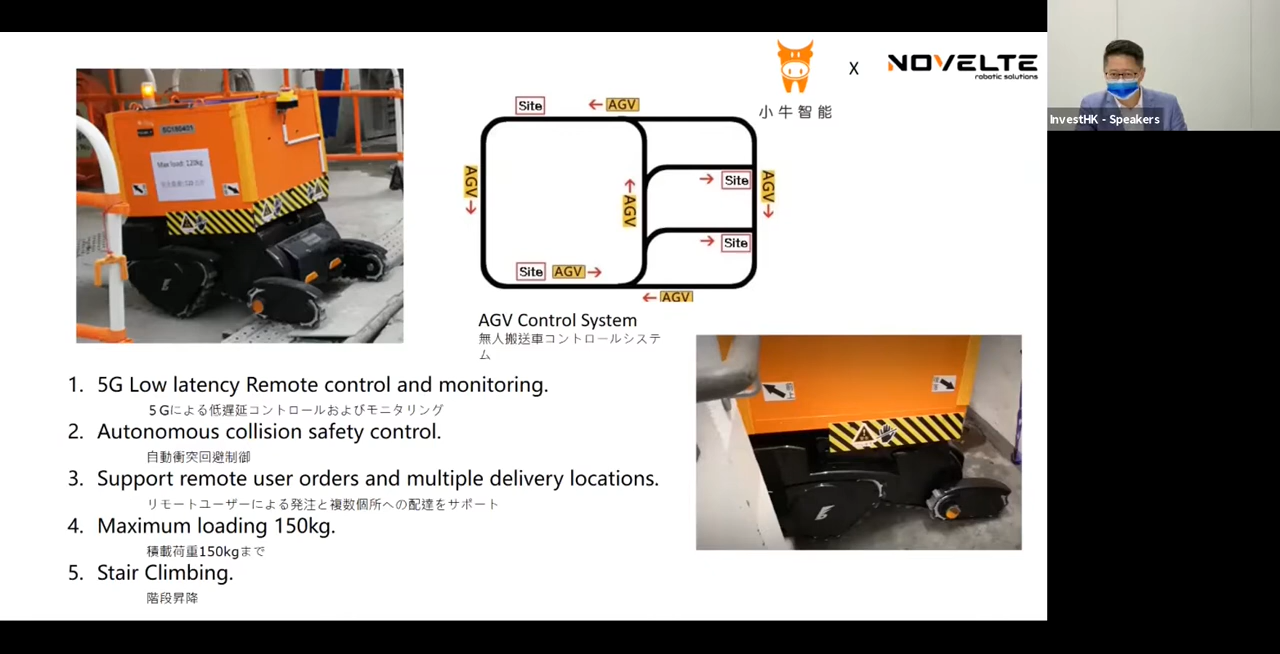 小牛智能
X
NOVELTE
robotic solutions
InvestHK - Speakers
SG180401
Max load: 120kg
Site
← AGV
AGV →
→ Site
AGV →
← AGV
→ Site
Site AGV →
← AGV
AGV Control System
無人搬送車コントロールシステ
ム
1. 5G Low latency Remote control and monitoring.
５Gによる低遅延コントロールおよびモニタリング
2. Autonomous collision safety control.
自動衝突回避制御
3. Support remote user orders and multiple delivery locations.
リモートユーザーによる発注と複数個所への配達をサポート
4. Maximum loading 150kg.
積載荷重150kgまで
5. Stair Climbing.
階段昇降